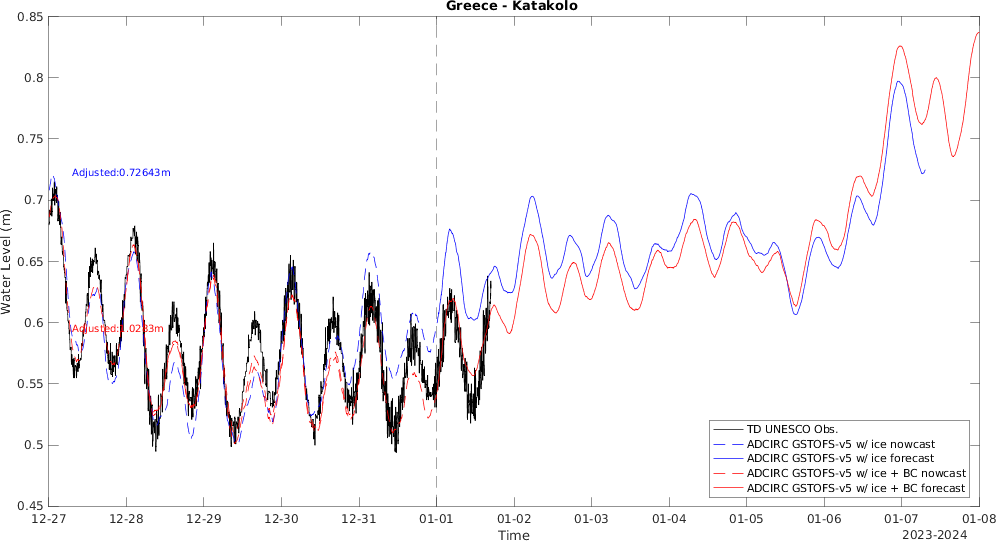 Greece - Katakolo
0.85
0.8
0.75
0.7
0.65
0.6
0.55
0.5
0.45
Water Level (m)
Adjusted:0.72643m
Adjusted:1.0283m
TD UNESCO Obs.
ADCIRC GSTOFS-v5 w/ ice nowcast
ADCIRC GSTOFS-v5 w/ ice forecast
ADCIRC GSTOFS-v5 w/ ice + BC nowcast
ADCIRC GSTOFS-v5 w/ ice + BC forecast
12-27 12-28 12-29 12-30 12-31 01-01 01-02 01-03 01-04 01-05 01-06 01-07 01-08
Time
2023-2024